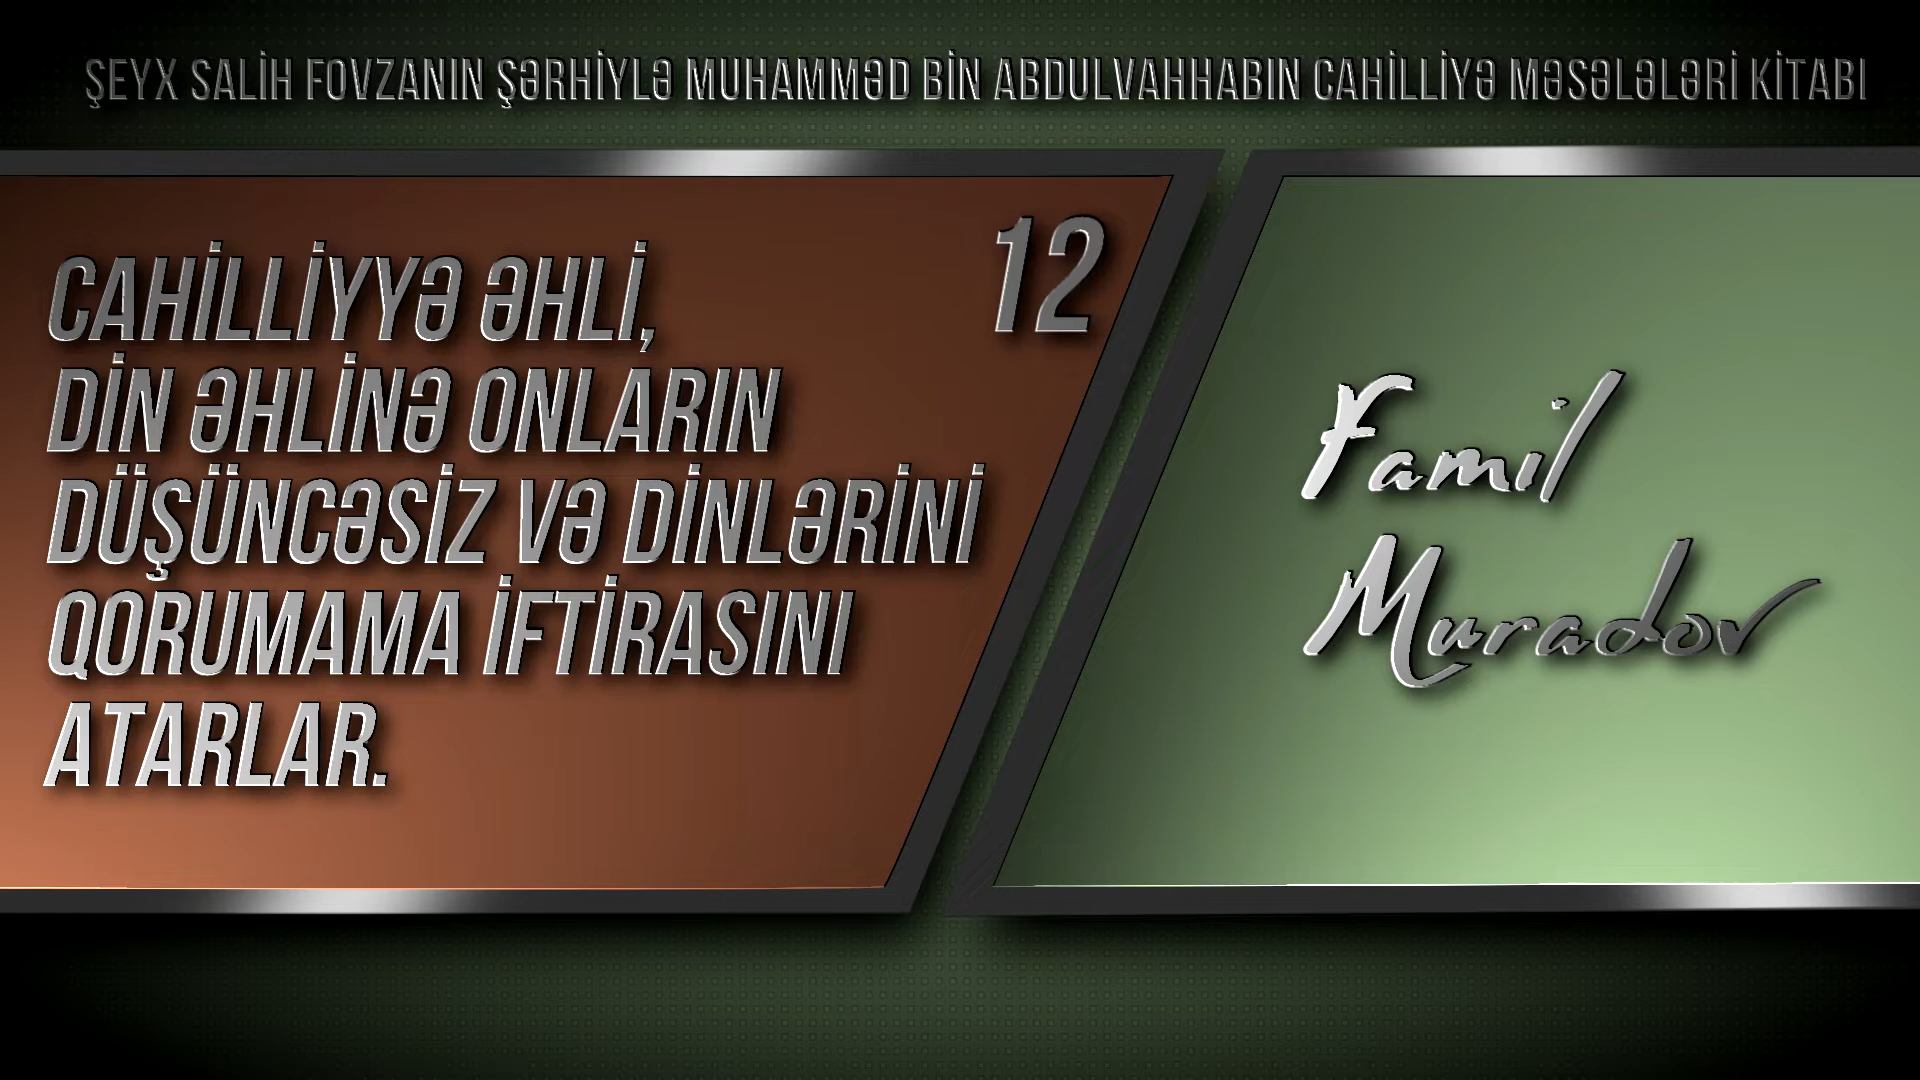 ŞEYX SALİH FOVZANIN ŞƏRHİYLƏ MUHAMMƏD BİN ABDULVAHHABIN CAHİLLİYƏ MƏSƏLƏLƏRİ KİTABI
12
CAHİLLİYYƏ ƏHLİ,
DİN ƏHLİNƏ ONLARIN
DÜŞÜNCƏSİZ VƏ DİNLƏRİNİ
QORUMAMA İFTİRASINI
ATARLAR.
Famil
Muradov